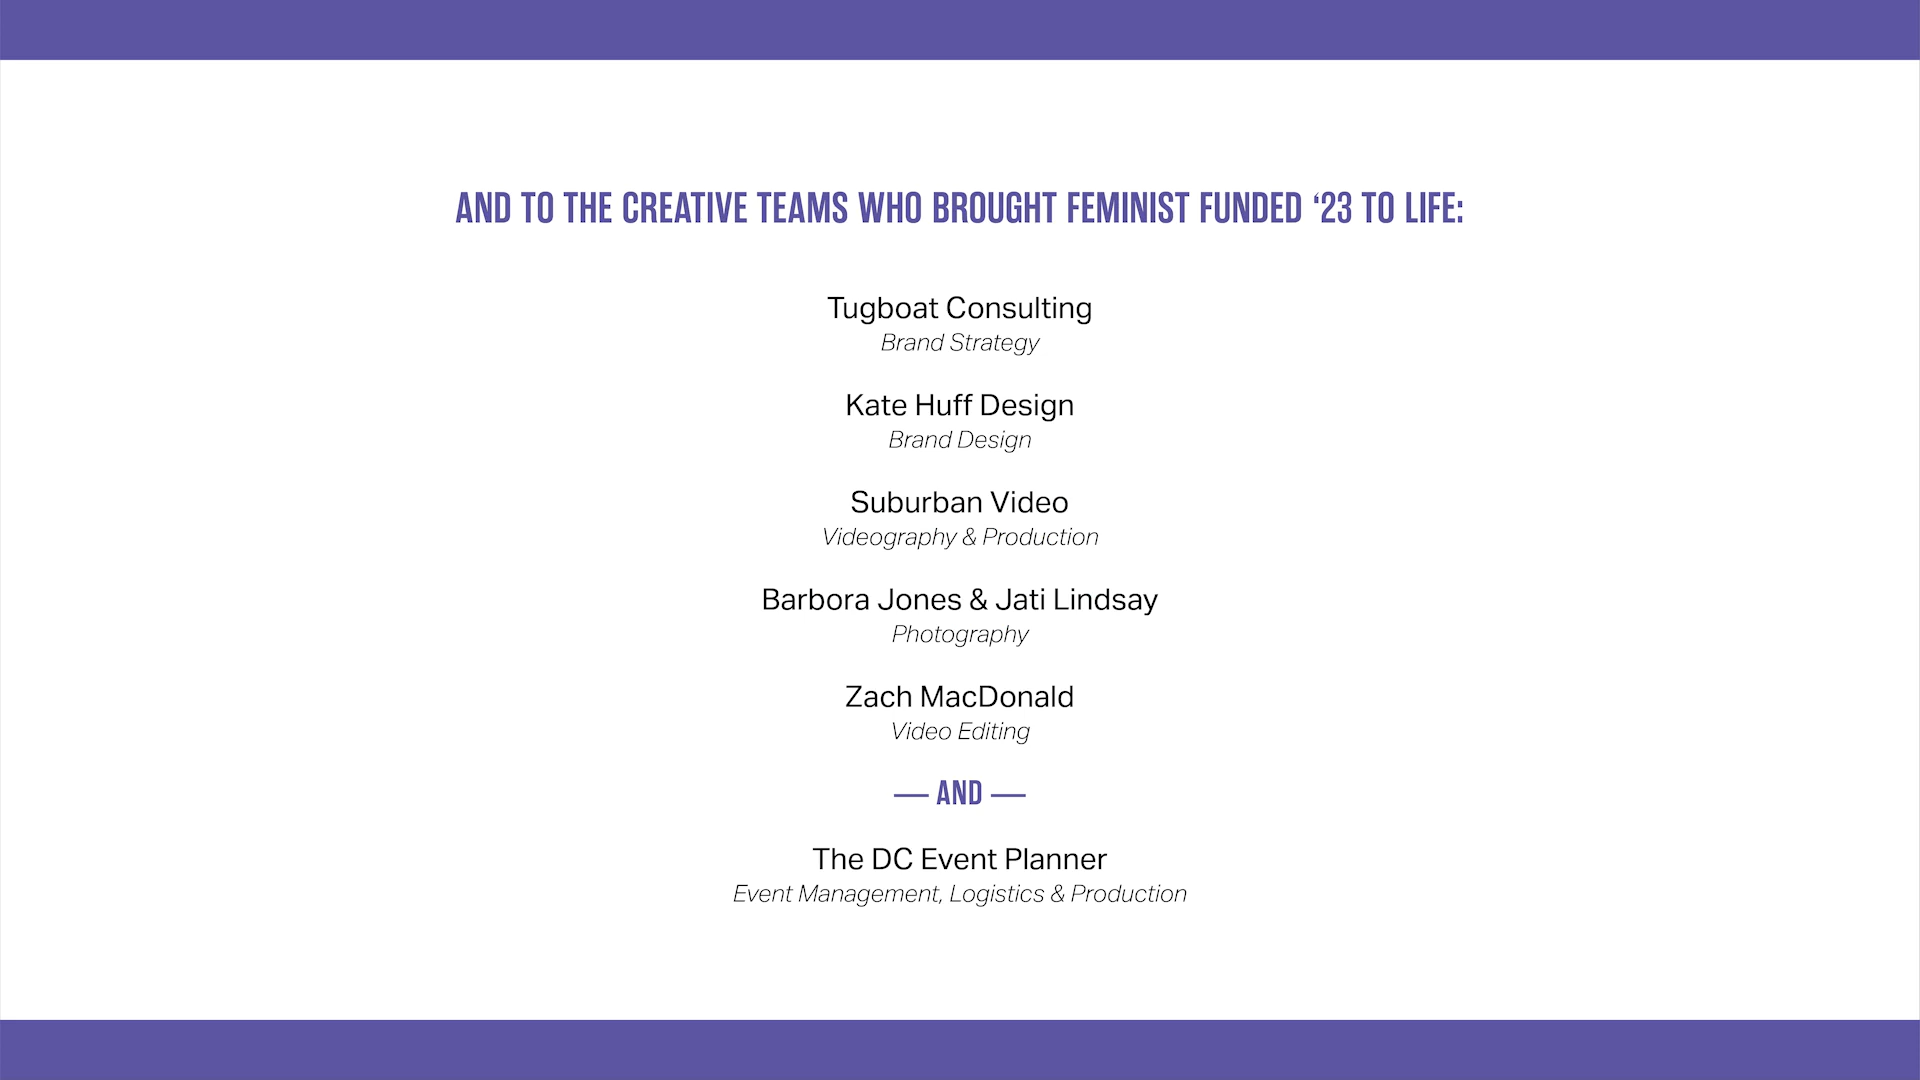 AND TO THE CREATIVE TEAMS WHO BROUGHT FEMINIST FUNDED ‘23 TO LIFE:
Tugboat Consulting
Brand Strategy
Kate Huff Design
Brand Design
Suburban Video
Videography & Production
Barbora Jones & Jati Lindsay
Photography
Zach MacDonald
Video Editing
— AND —
The DC Event Planner
Event Management, Logistics & Production